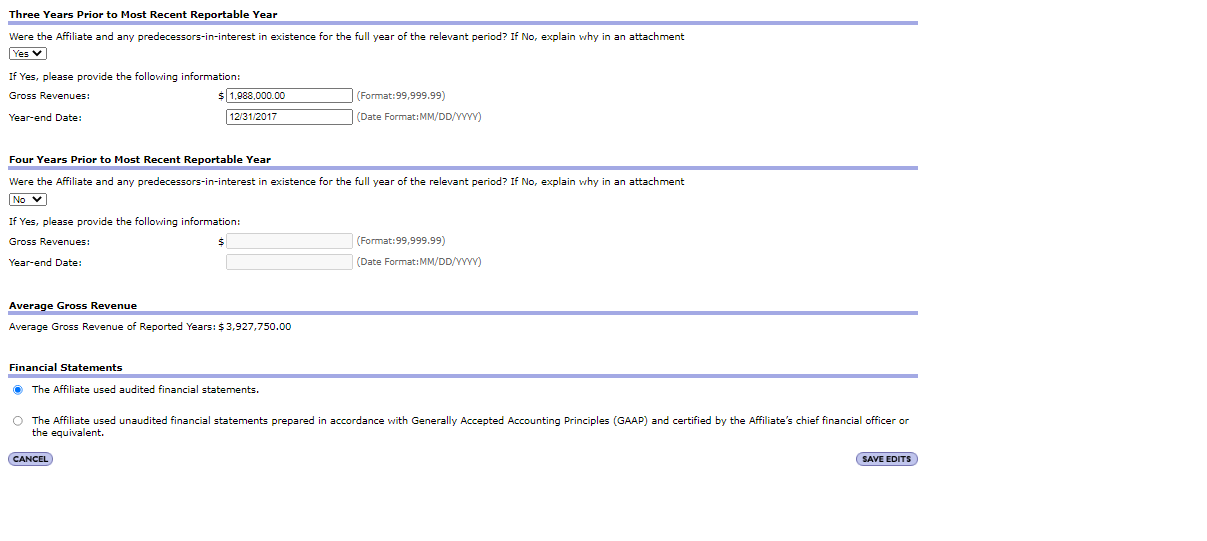 Three Years Prior to Most Recent Reportable Year
Were the Affiliate and any predecessors-in-interest in existence for the full year of the relevant period? If No, explain why in an attachment
Yes
If Yes, please provide the following information:
Gross Revenues: $ 1,988,000.00 (Format:99,999.99)
Year-end Date: 12/31/2017 (Date Format:MM/DD/YYYY)
Four Years Prior to Most Recent Reportable Year
Were the Affiliate and any predecessors-in-interest in existence for the full year of the relevant period? If No, explain why in an attachment
No
If Yes, please provide the following information:
Gross Revenues: $ (Format:99,999.99)
Year-end Date: (Date Format:MM/DD/YYYY)
Average Gross Revenue
Average Gross Revenue of Reported Years: $ 3,927,750.00
Financial Statements
The Affiliate used audited financial statements.
The Affiliate used unaudited financial statements prepared in accordance with Generally Accepted Accounting Principles (GAAP) and certified by the Affiliate's chief financial officer or
the equivalent.
CANCEL SAVE EDITS